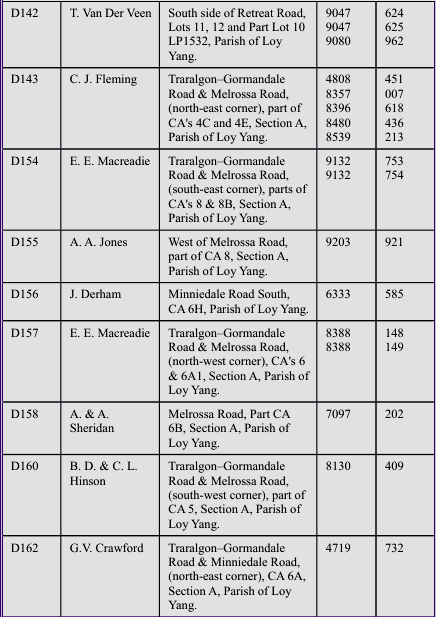 D142 T. Van Der Veen South side of Retreat Road, 9047 624
Lots 11, 12 and Part Lot 10 9047 625
LP1532, Parish of Loy 9080 962
Yang.
D143 C. J. Fleming Traralgon–Gormandale 4808 451
Road & Melrossa Road, 8357 007
(north-east corner), part of 8396 618
CA's 4C and 4E, Section A, 8480 436
Parish of Loy Yang. 8539 213
D154 E. E. Macreadie Traralgon–Gormandale 9132 753
Road & Melrossa Road, 9132 754
(south-east corner), parts of
CA's 8 & 8B, Section A,
Parish of Loy Yang.
D155 A. A. Jones West of Melrossa Road, 9203 921
part of CA 8, Section A,
Parish of Loy Yang.
D156 J. Derham Minniedale Road South, 6333 585
CA 6H, Parish of Loy Yang.
D157 E. E. Macreadie Traralgon–Gormandale 8388 148
Road & Melrossa Road, 8388 149
(north-west corner), CA's 6
& 6A1, Section A, Parish of
Loy Yang.
D158 A. & A. Melrossa Road, Part CA 7097 202
Sheridan 6B, Section A, Parish of
Loy Yang.
D160 B. D. & C. L. Traralgon–Gormandale 8130 409
Hinson Road & Melrossa Road,
(south-west corner), part of
CA 5, Section A, Parish of
Loy Yang.
D162 G.V. Crawford Traralgon–Gormandale 4719 732
Road & Minniedale Road,
(north-east corner), CA 6A,
Section A, Parish of Loy
Yang.